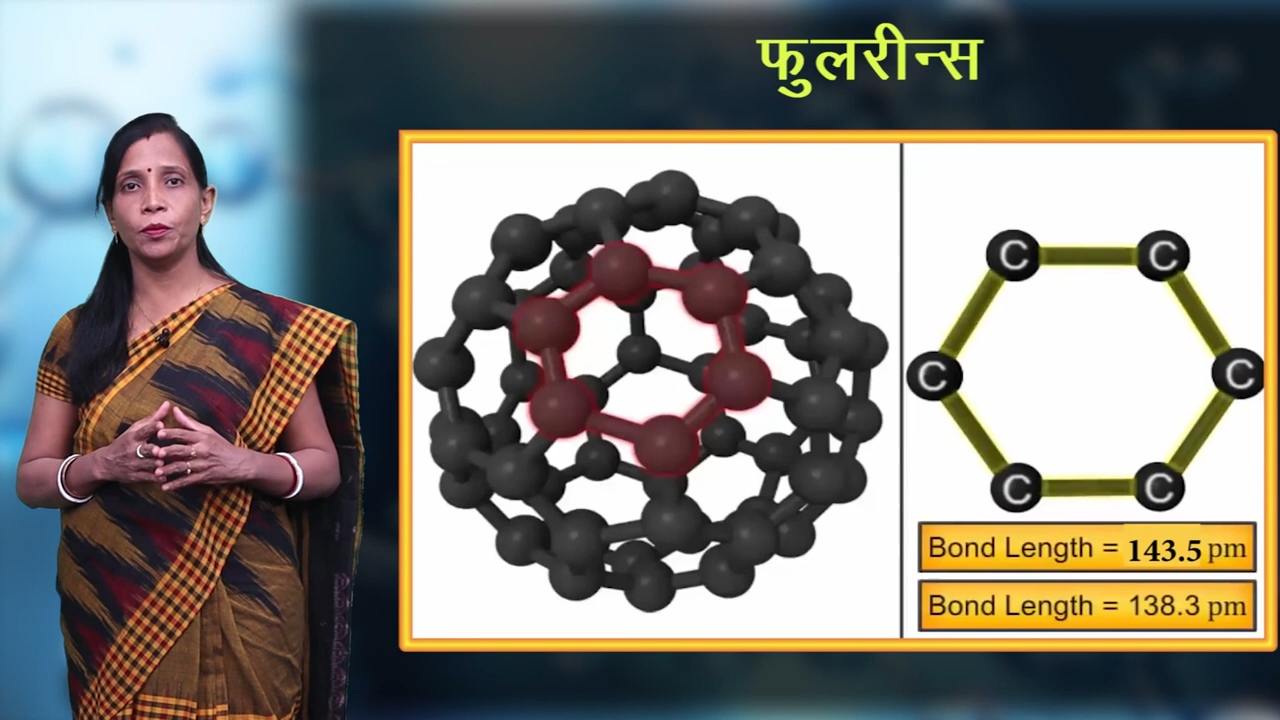 फुलरीन्स
C C
C C
C C
Bond Length = 143.5 pm
Bond Length = 138.3 pm